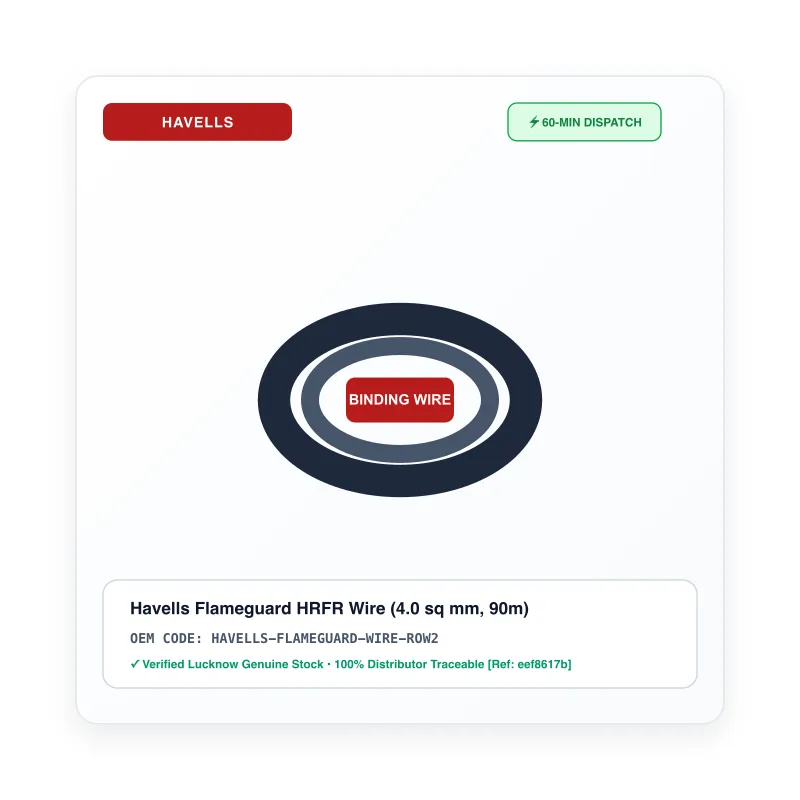 HAVELLS
⚡ 60-MIN DISPATCH
BINDING WIRE
Havells Flameguard HRFR Wire (4.0 sq mm, 90m)
OEM CODE: HAVELLS-FLAMEGUARD-WIRE-ROW2
✓ Verified Lucknow Genuine Stock · 100% Distributor Traceable [Ref: eef8617b]